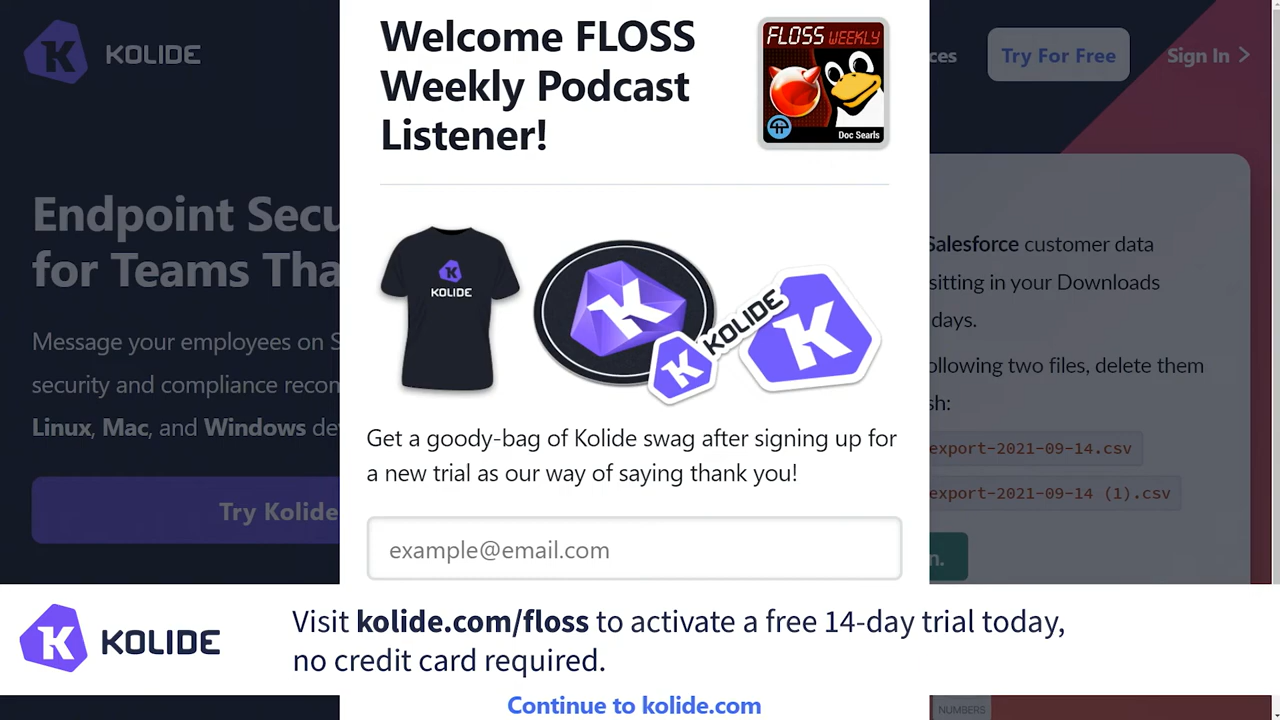 KOLIDE
ces
Try For Free
Sign In
Welcome FLOSS
Weekly Podcast
Listener!
FLOSS WEEKLY
Doc Searls
Endpoint Secu
for Teams Tha
Message your employees on S
security and compliance recom
Linux, Mac, and Windows de
Try Kolide
KOLIDE
KOLIDE
Get a goody-bag of Kolide swag after signing up for
a new trial as our way of saying thank you!
example@email.com
Salesforce customer data
sitting in your Downloads
days.
ollowing two files, delete them
sh:
export-2021-09-14.csv
export-2021-09-14 (1).csv
n.
KOLIDE
Visit kolide.com/floss to activate a free 14-day trial today,
no credit card required.
Continue to kolide.com
NUMBERS